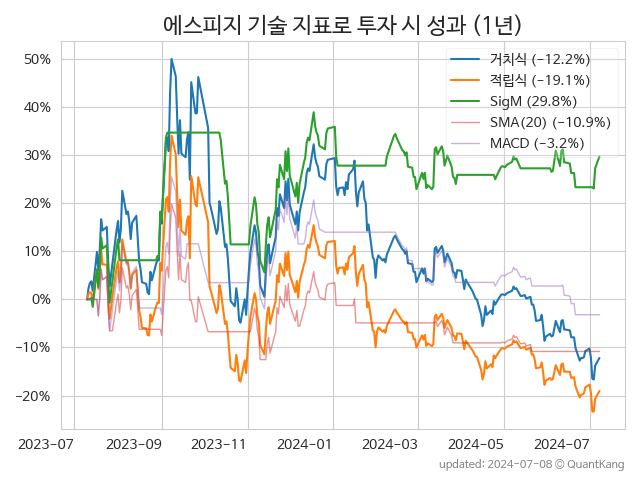 에스피지 기술 지표로 투자 시 성과 (1년)
거치식 (−12.2%)
적립식 (−19.1%)
SigM (29.8%)
SMA(20) (−10.9%)
MACD (−3.2%)
50%
40%
30%
20%
10%
0%
−10%
−20%
2023-07
2023-09
2023-11
2024-01
2024-03
2024-05
2024-07
updated: 2024-07-08 © QuantKang